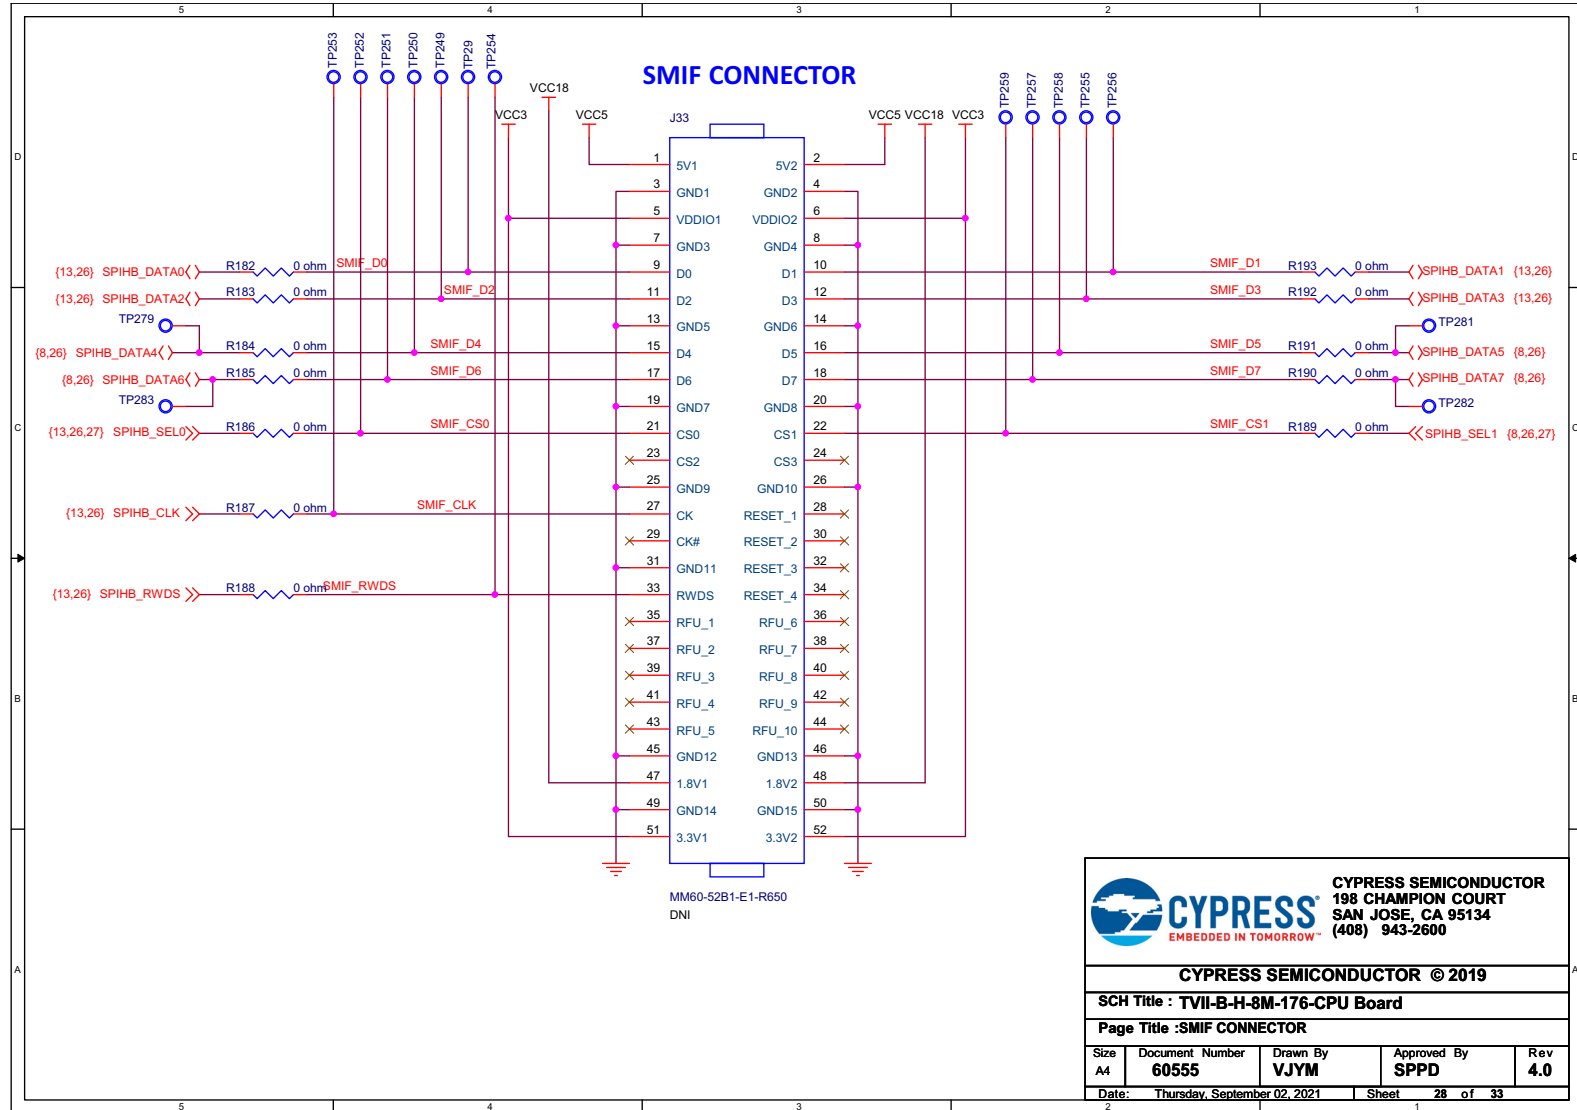 5 4 3 2 1
TP253
TP252
TP251
TP250
TP249
TP29
TP254
SMIF CONNECTOR
TP259
TP257
TP258
TP255
TP256
VCC18
VCC3
VCC5
J33
VCC5 VCC18 VCC3
D
D
1 5V1 5V2 2
3 GND1 GND2 4
5 VDDIO1 VDDIO2 6
7 GND3 GND4 8
{13,26} SPIHB_DATA0 R182 0 ohm SMIF_D0 9 D0 D1 10 SMIF_D1 R193 0 ohm SPIHB_DATA1 {13,26}
{13,26} SPIHB_DATA2 R183 0 ohm SMIF_D2 11 D2 D3 12 SMIF_D3 R192 0 ohm SPIHB_DATA3 {13,26}
TP279 13 GND5 GND6 14 TP281
{8,26} SPIHB_DATA4 R184 0 ohm SMIF_D4 15 D4 D5 16 SMIF_D5 R191 0 ohm SPIHB_DATA5 {8,26}
{8,26} SPIHB_DATA6 R185 0 ohm SMIF_D6 17 D6 D7 18 SMIF_D7 R190 0 ohm SPIHB_DATA7 {8,26}
TP283 19 GND7 GND8 20 TP282
C
C
{13,26,27} SPIHB_SEL0 R186 0 ohm SMIF_CS0 21 CS0 CS1 22 SMIF_CS1 R189 0 ohm SPIHB_SEL1 {8,26,27}
23 CS2 CS3 24
25 GND9 GND10 26
{13,26} SPIHB_CLK R187 0 ohm SMIF_CLK 27 CK RESET_1 28
29 CK# RESET_2 30
31 GND11 RESET_3 32
{13,26} SPIHB_RWDS R188 0 ohm SMIF_RWDS 33 RWDS RESET_4 34
35 RFU_1 RFU_6 36
37 RFU_2 RFU_7 38
39 RFU_3 RFU_8 40
B
B
41 RFU_4 RFU_9 42
43 RFU_5 RFU_10 44
45 GND12 GND13 46
47 1.8V1 1.8V2 48
49 GND14 GND15 50
51 3.3V1 3.3V2 52
MM60-52B1-E1-R650
DNI
A
A
CYPRESS
EMBEDDED IN TOMORROW™
CYPRESS SEMICONDUCTOR
198 CHAMPION COURT
SAN JOSE, CA 95134
(408) 943-2600
CYPRESS SEMICONDUCTOR © 2019
SCH Title : TVII-B-H-8M-176-CPU Board
Page Title :SMIF CONNECTOR
Size Document Number Drawn By Approved By Rev
A4 60555 VJYM SPPD 4.0
Date: Thursday, September 02, 2021 Sheet 28 of 33
5 4 3 2 1